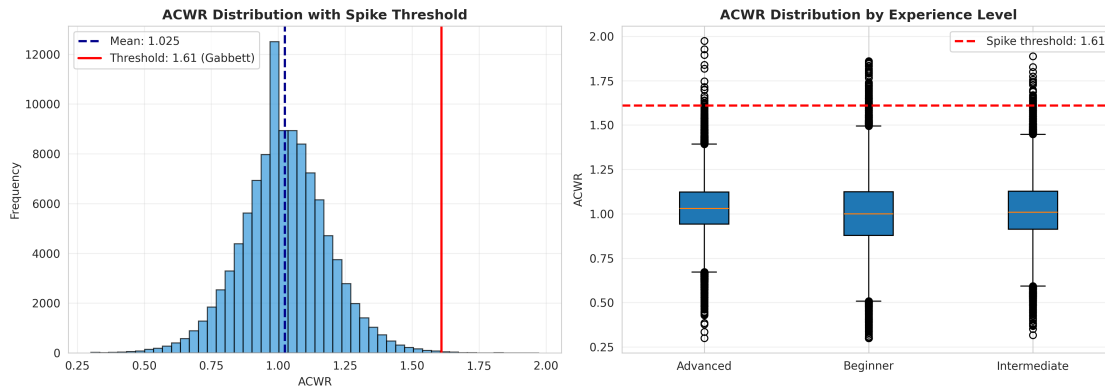 ACWR Distribution with Spike Threshold
Mean: 1.025
Threshold: 1.61 (Gabbett)
12000
10000
8000
6000
4000
2000
0
Frequency
0.25 0.50 0.75 1.00 1.25 1.50 1.75 2.00
ACWR
ACWR Distribution by Experience Level
Spike threshold: 1.61
2.00
1.75
1.50
1.25
1.00
0.75
0.50
0.25
ACWR
Advanced Beginner Intermediate